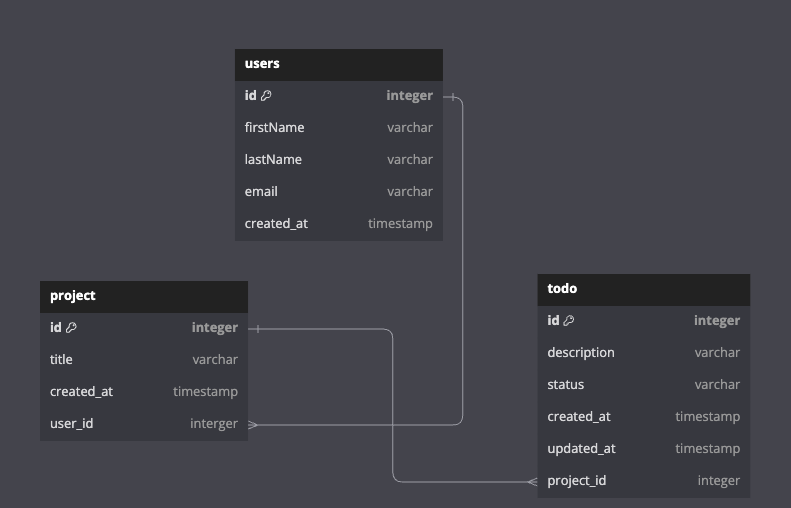 users
id integer
firstName varchar
lastName varchar
email varchar
created_at timestamp
project
id integer
title varchar
created_at timestamp
user_id interger
todo
id integer
description varchar
status varchar
created_at timestamp
updated_at timestamp
project_id integer